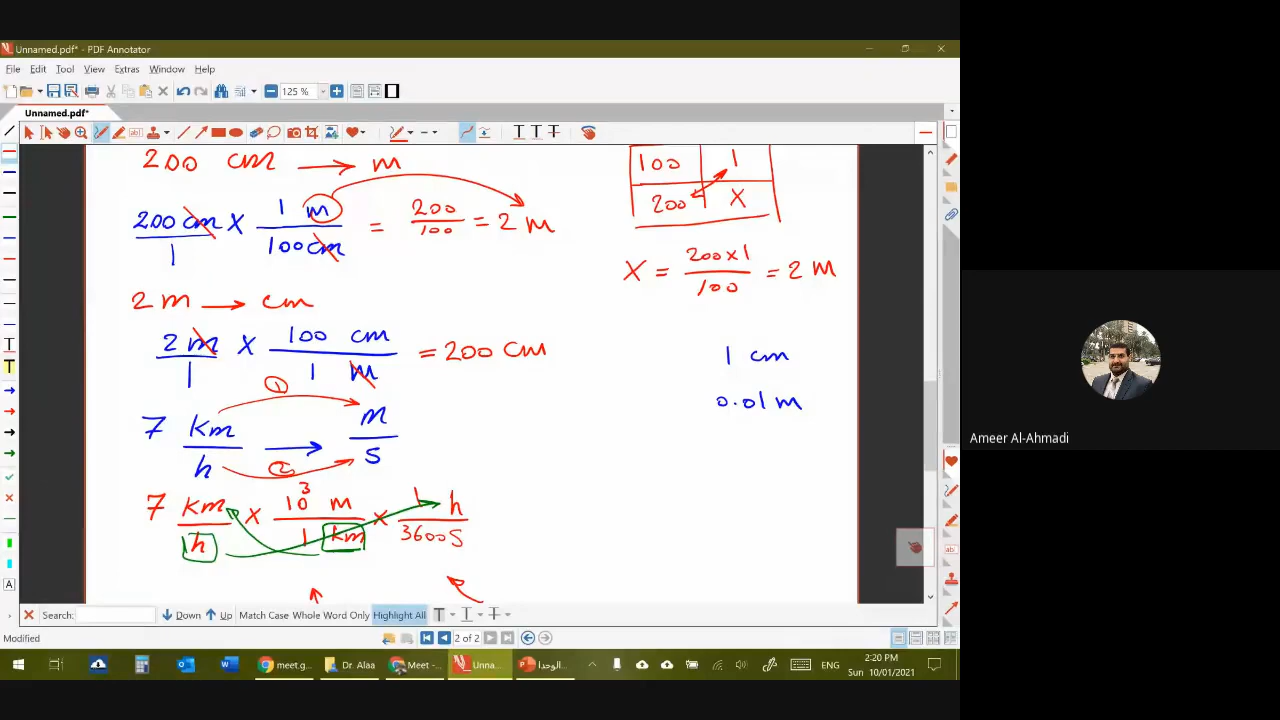 Unnamed.pdf* - PDF Annotator
File Edit Tool View Extras Window Help
125 %
Unnamed.pdf*
200 cm → m
200 cm / 1 × 1 m / 100 cm = 200 / 100 = 2 m
2 m → cm
2 m / 1 × 100 cm / 1 m = 200 cm
①
7 km / h → m / s
②
7 km / h × 10³ m / 1 km × 1 h / 3600 s
100 1
200 X
X = 200 x 1 / 100 = 2 m
1 cm
0.01 m
Ameer Al-Ahmadi
Search: Down Up Match Case Whole Word Only Highlight All
Modified
2 of 2
meet.g...
Dr. Alaa
Meet -...
Unna...
الوحدا...
ENG
2:20 PM
Sun 10/01/2021